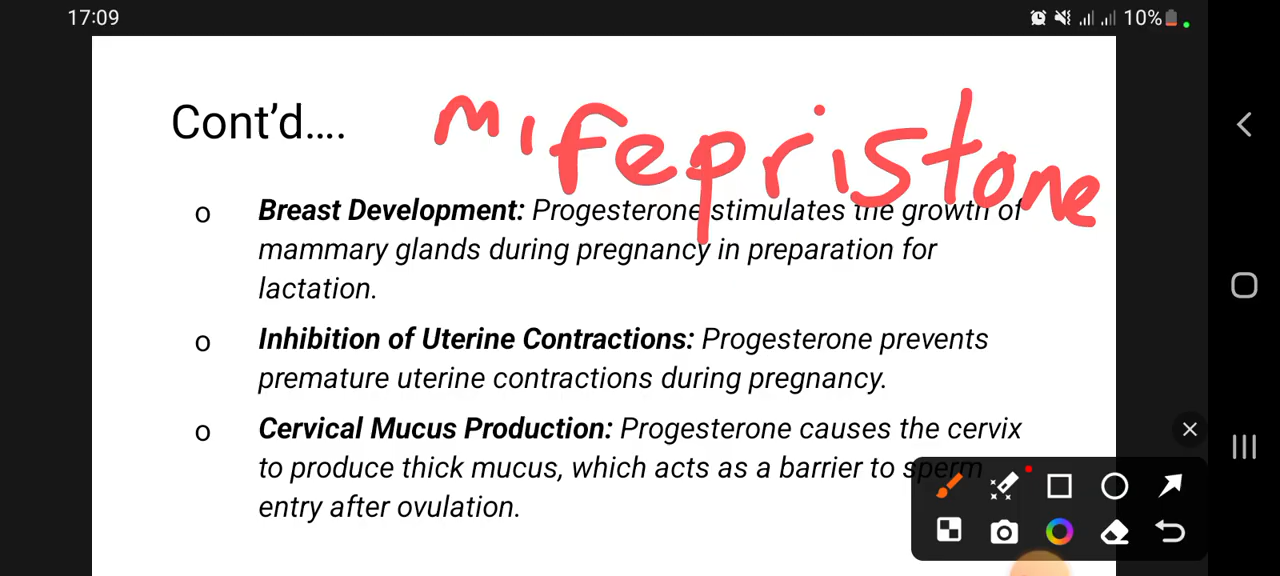 17:09
10%
Cont'd....
mifepristone
o Breast Development: Progesterone stimulates the growth of
mammary glands during pregnancy in preparation for
lactation.
o Inhibition of Uterine Contractions: Progesterone prevents
premature uterine contractions during pregnancy.
o Cervical Mucus Production: Progesterone causes the cervix
to produce thick mucus, which acts as a barrier to sperm
entry after ovulation.